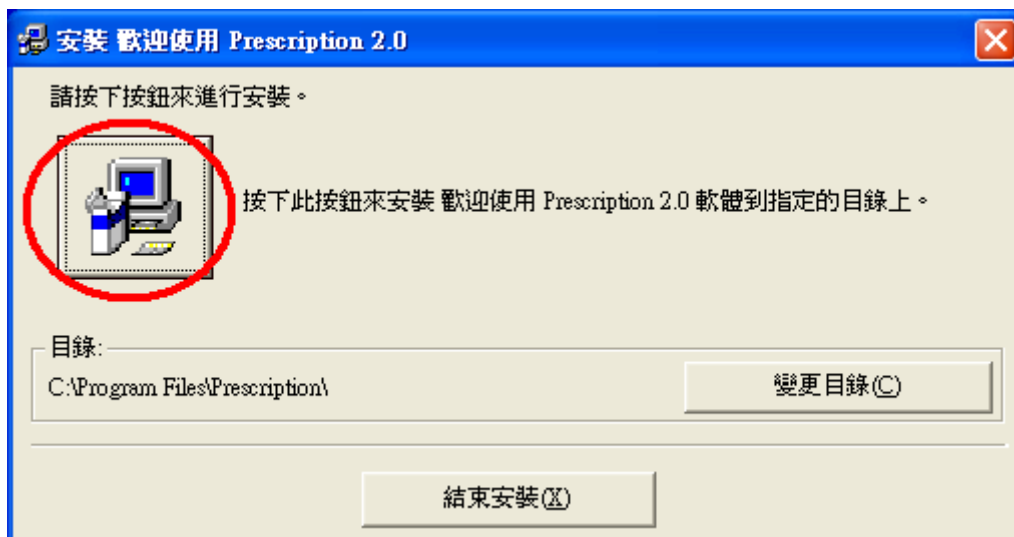 安裝 歡迎使用 Prescription 2.0
請按下按鈕來進行安裝。
按下此按鈕來安裝 歡迎使用 Prescription 2.0 軟體到指定的目錄上。
目錄:
C:\Program Files\Prescription\
變更目錄(C)
結束安裝(X)